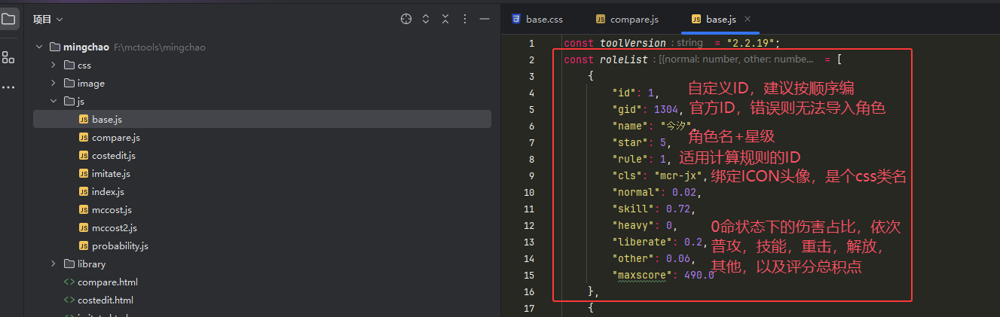 项目
mingchao F:\mctools\mingchao
css
image
js
base.js
compare.js
costedit.js
imitate.js
index.js
mccost.js
mccost2.js
probability.js
library
compare.html
costedit.html
base.css compare.js base.js
1 const toolVersion : string = "2.2.19";
2 const roleList : [{normal: number, other: numbe... = [
3 {
4 "id": 1, 自定义ID，建议按顺序编
5 "gid": 1304, 官方ID，错误则无法导入角色
6 "name": "今汐",
7 "star": 5, 角色名+星级
8 "rule": 1, 适用计算规则的ID
9 "cls": "mcr-jx", 绑定ICON头像，是个css类名
10 "normal": 0.02,
11 "skill": 0.72,
12 "heavy": 0, 0命状态下的伤害占比，依次
13 "liberate": 0.2, 普攻，技能，重击，解放，
14 "other": 0.06, 其他，以及评分总积点
15 "maxscore": 490.0
16 },
17 {